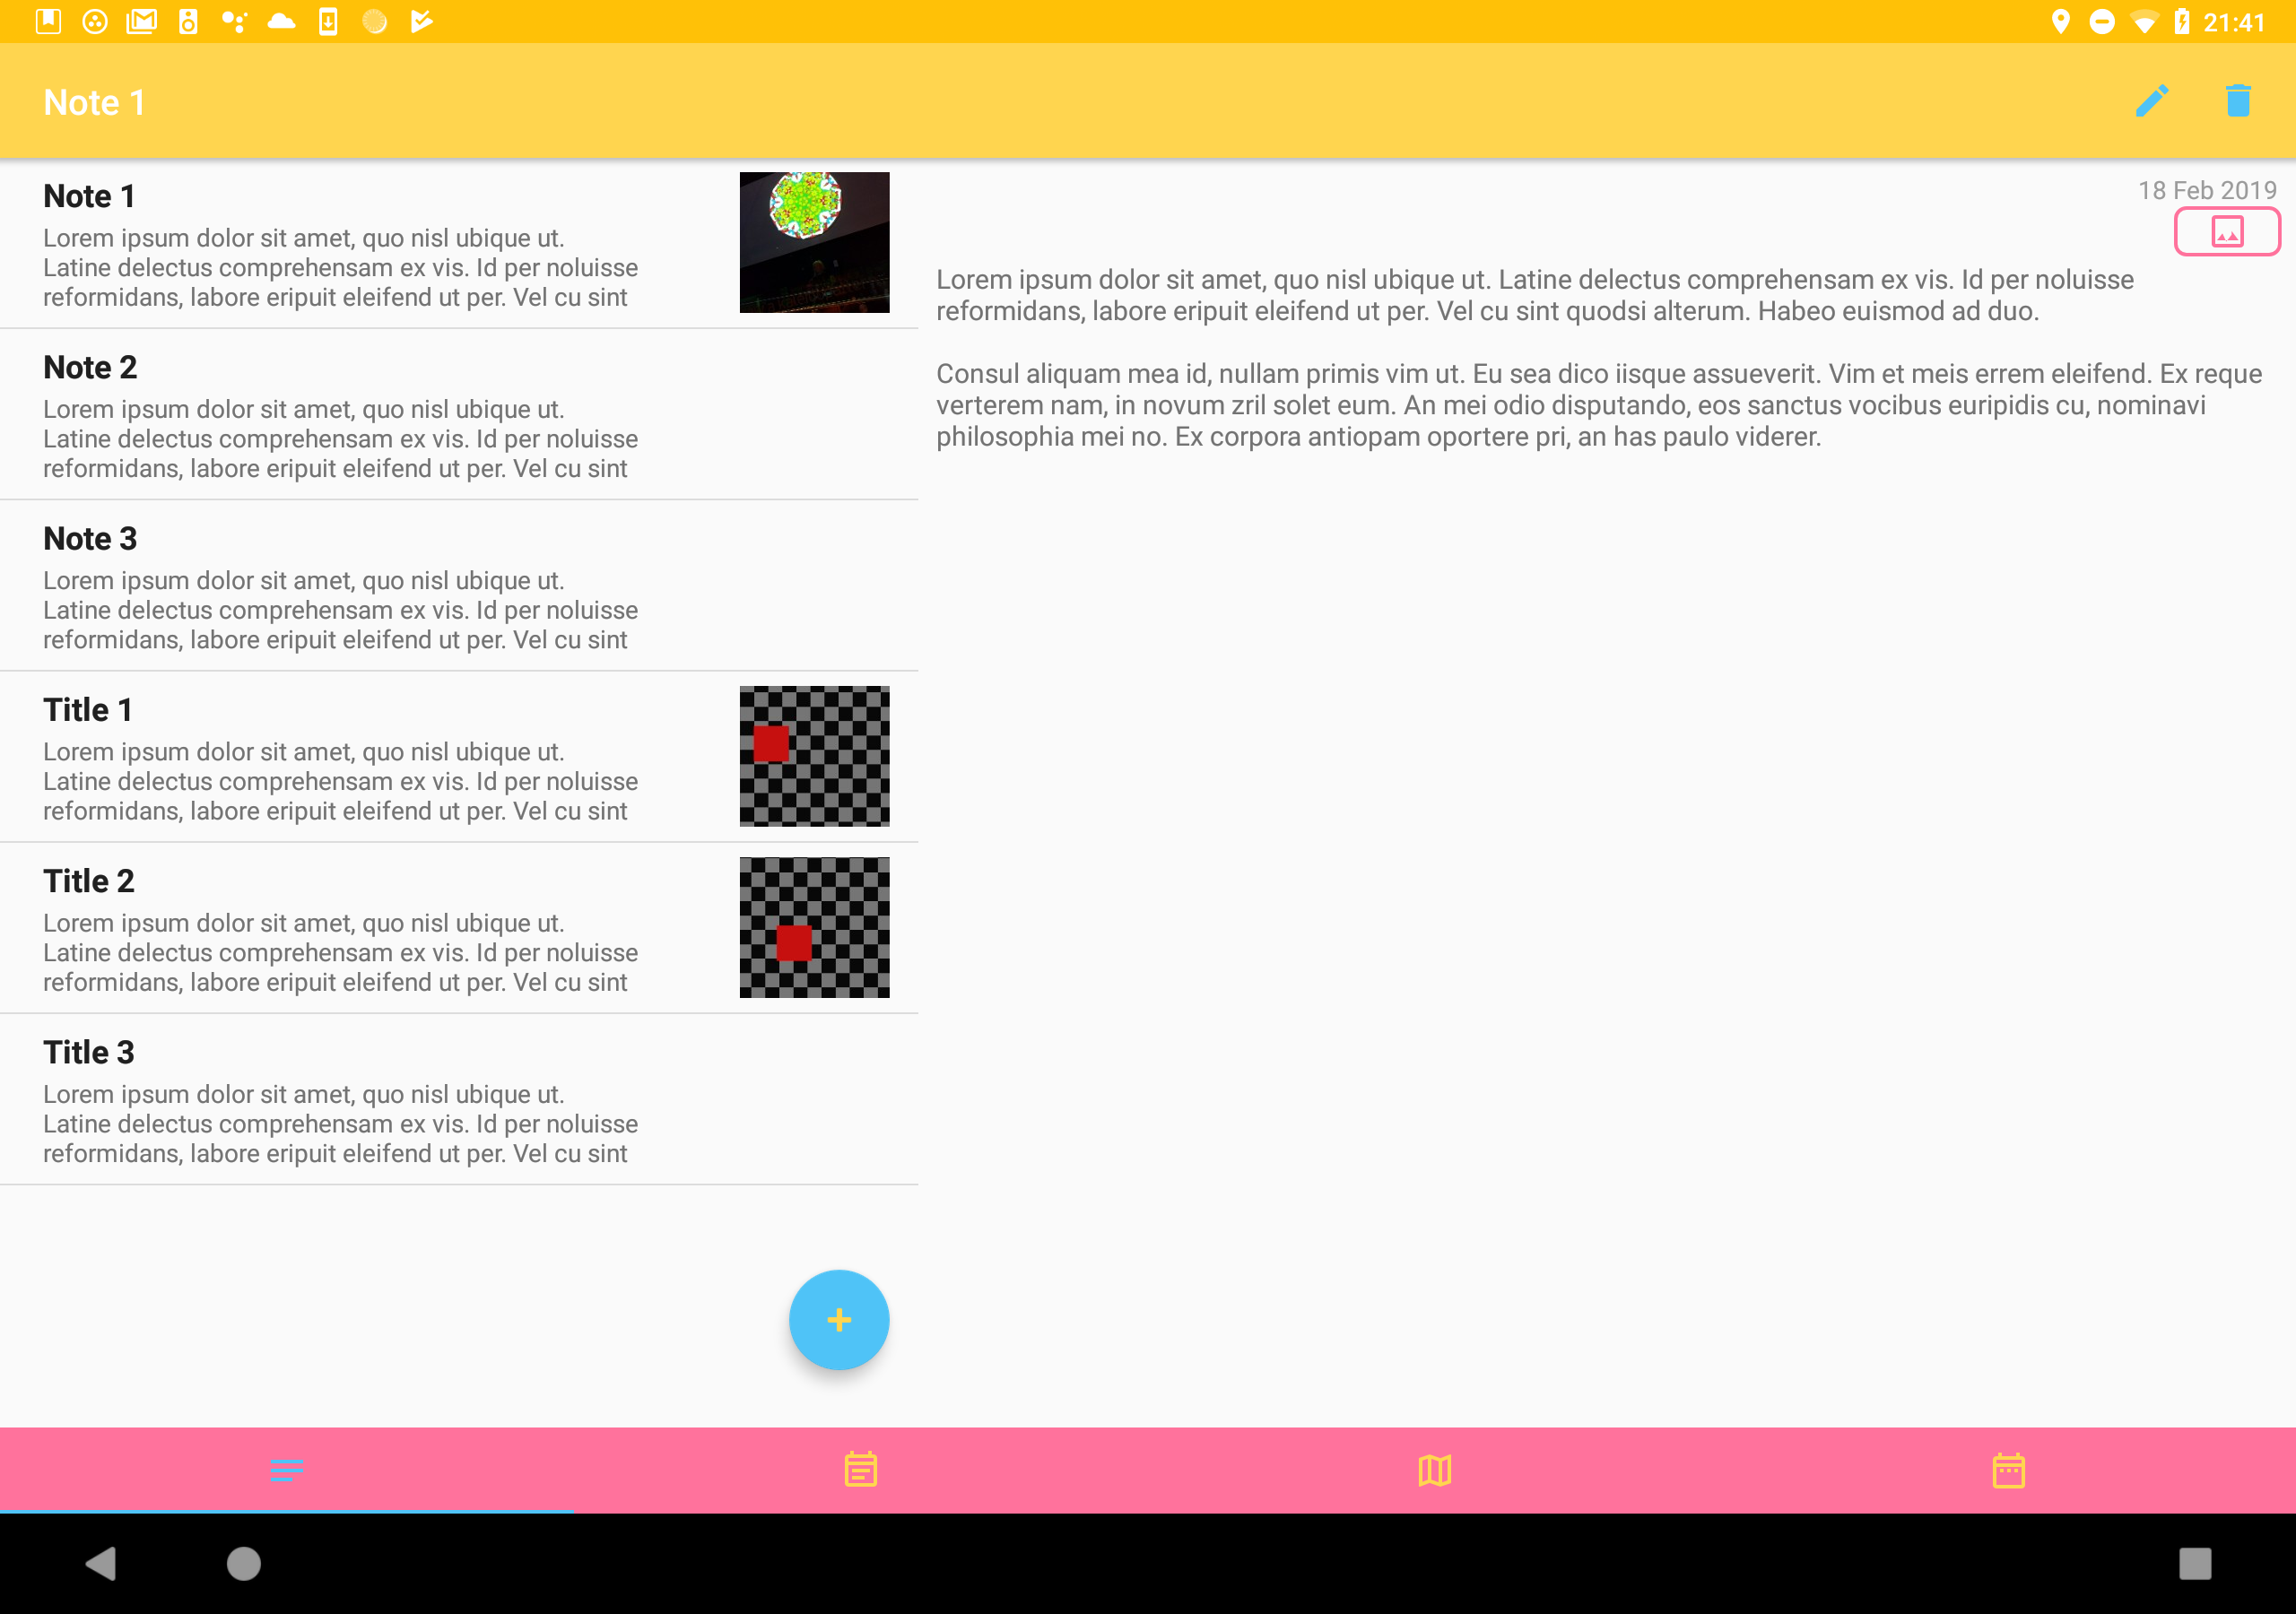 21:41
Note 1
Note 1
Lorem ipsum dolor sit amet, quo nisl ubique ut.
Latine delectus comprehensam ex vis. Id per noluisse
reformidans, labore eripuit eleifend ut per. Vel cu sint
Note 2
Lorem ipsum dolor sit amet, quo nisl ubique ut.
Latine delectus comprehensam ex vis. Id per noluisse
reformidans, labore eripuit eleifend ut per. Vel cu sint
Note 3
Lorem ipsum dolor sit amet, quo nisl ubique ut.
Latine delectus comprehensam ex vis. Id per noluisse
reformidans, labore eripuit eleifend ut per. Vel cu sint
Title 1
Lorem ipsum dolor sit amet, quo nisl ubique ut.
Latine delectus comprehensam ex vis. Id per noluisse
reformidans, labore eripuit eleifend ut per. Vel cu sint
Title 2
Lorem ipsum dolor sit amet, quo nisl ubique ut.
Latine delectus comprehensam ex vis. Id per noluisse
reformidans, labore eripuit eleifend ut per. Vel cu sint
Title 3
Lorem ipsum dolor sit amet, quo nisl ubique ut.
Latine delectus comprehensam ex vis. Id per noluisse
reformidans, labore eripuit eleifend ut per. Vel cu sint
18 Feb 2019
Lorem ipsum dolor sit amet, quo nisl ubique ut. Latine delectus comprehensam ex vis. Id per noluisse
reformidans, labore eripuit eleifend ut per. Vel cu sint quodsi alterum. Habeo euismod ad duo.
Consul aliquam mea id, nullam primis vim ut. Eu sea dico iisque assueverit. Vim et meis errem eleifend. Ex reque
verterem nam, in novum zril solet eum. An mei odio disputando, eos sanctus vocibus euripidis cu, nominavi
philosophia mei no. Ex corpora antiopam oportere pri, an has paulo viderer.